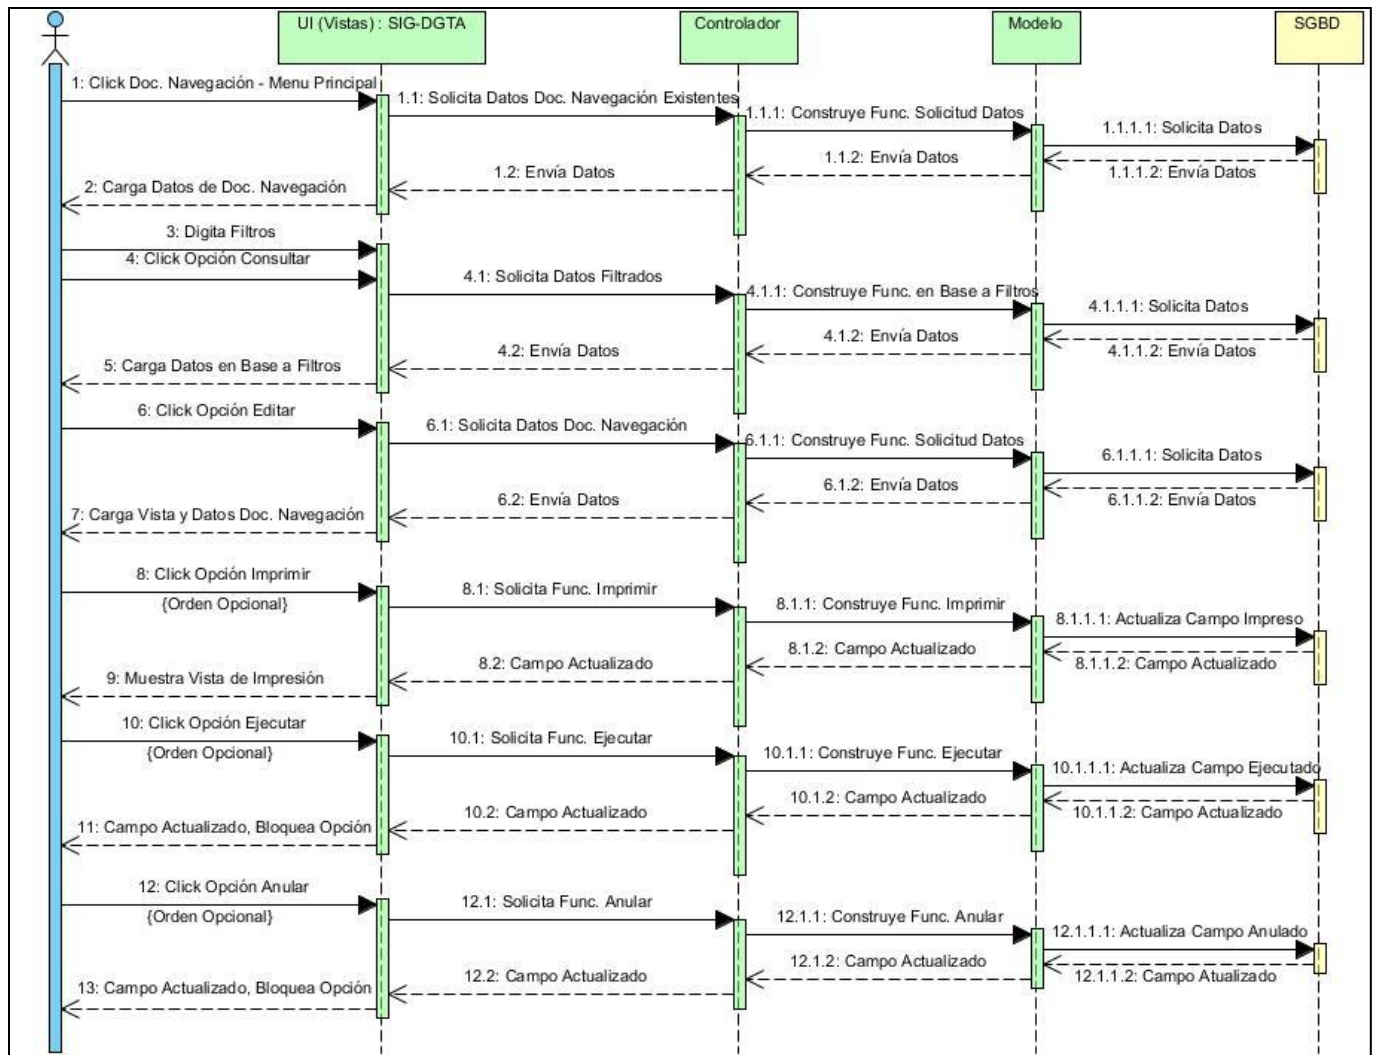 UI (Vistas) : SIG-DGTA
Controlador
Modelo
SGBD
1: Click Doc. Navegación - Menu Principal
1.1: Solicita Datos Doc. Navegación Existentes
1.1.1: Construye Func. Solicitud Datos
1.1.1.1: Solicita Datos
1.1.2: Envía Datos
1.1.1.2: Envía Datos
1.2: Envía Datos
2: Carga Datos de Doc. Navegación
3: Digita Filtros
4: Click Opción Consultar
4.1: Solicita Datos Filtrados
4.1.1: Construye Func. en Base a Filtros
4.1.1.1: Solicita Datos
4.1.2: Envía Datos
4.1.1.2: Envía Datos
4.2: Envía Datos
5: Carga Datos en Base a Filtros
6: Click Opción Editar
6.1: Solicita Datos Doc. Navegación
6.1.1: Construye Func. Solicitud Datos
6.1.1.1: Solicita Datos
6.1.2: Envía Datos
6.1.1.2: Envía Datos
6.2: Envía Datos
7: Carga Vista y Datos Doc. Navegación
8: Click Opción Imprimir
{Orden Opcional}
8.1: Solicita Func. Imprimir
8.1.1: Construye Func. Imprimir
8.1.1.1: Actualiza Campo Impreso
8.1.2: Campo Actualizado
8.1.1.2: Campo Actualizado
8.2: Campo Actualizado
9: Muestra Vista de Impresión
10: Click Opción Ejecutar
{Orden Opcional}
10.1: Solicita Func. Ejecutar
10.1.1: Construye Func. Ejecutar
10.1.1.1: Actualiza Campo Ejecutado
10.1.2: Campo Actualizado
10.1.1.2: Campo Actualizado
10.2: Campo Actualizado
11: Campo Actualizado, Bloquea Opción
12: Click Opción Anular
{Orden Opcional}
12.1: Solicita Func. Anular
12.1.1: Construye Func. Anular
12.1.1.1: Actualiza Campo Anulado
12.1.2: Campo Actualizado
12.1.1.2: Campo Atualizado
12.2: Campo Actualizado
13: Campo Actualizado, Bloquea Opción